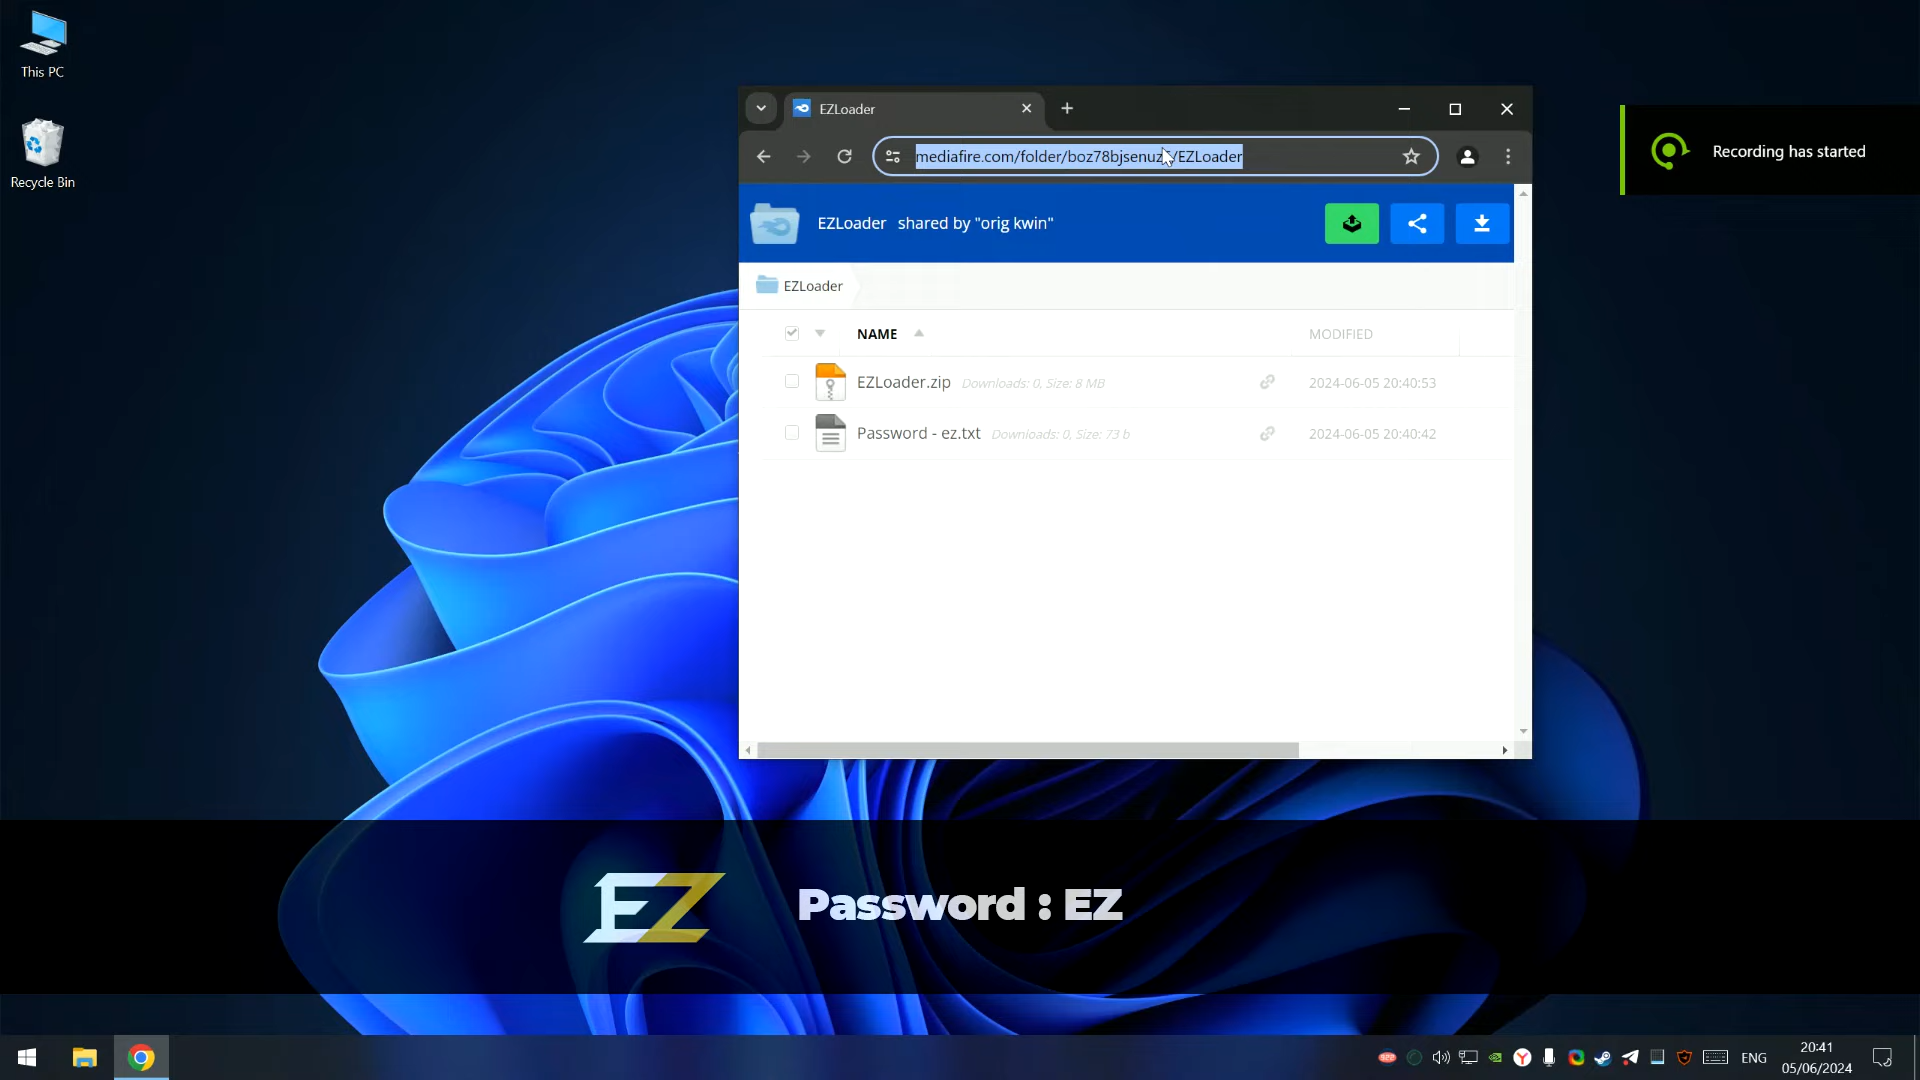 This PC
Recycle Bin
EZLoader
mediafire.com/folder/boz78bjsenuz /EZLoader
Recording has started
EZLoader shared by "orig kwin"
EZLoader
NAME MODIFIED
EZLoader.zip Downloads: 0, Size: 8 MB 2024-06-05 20:40:53
Password - ez.txt Downloads: 0, Size: 73 b 2024-06-05 20:40:42
EZ Password : EZ
ENG
20:41
05/06/2024